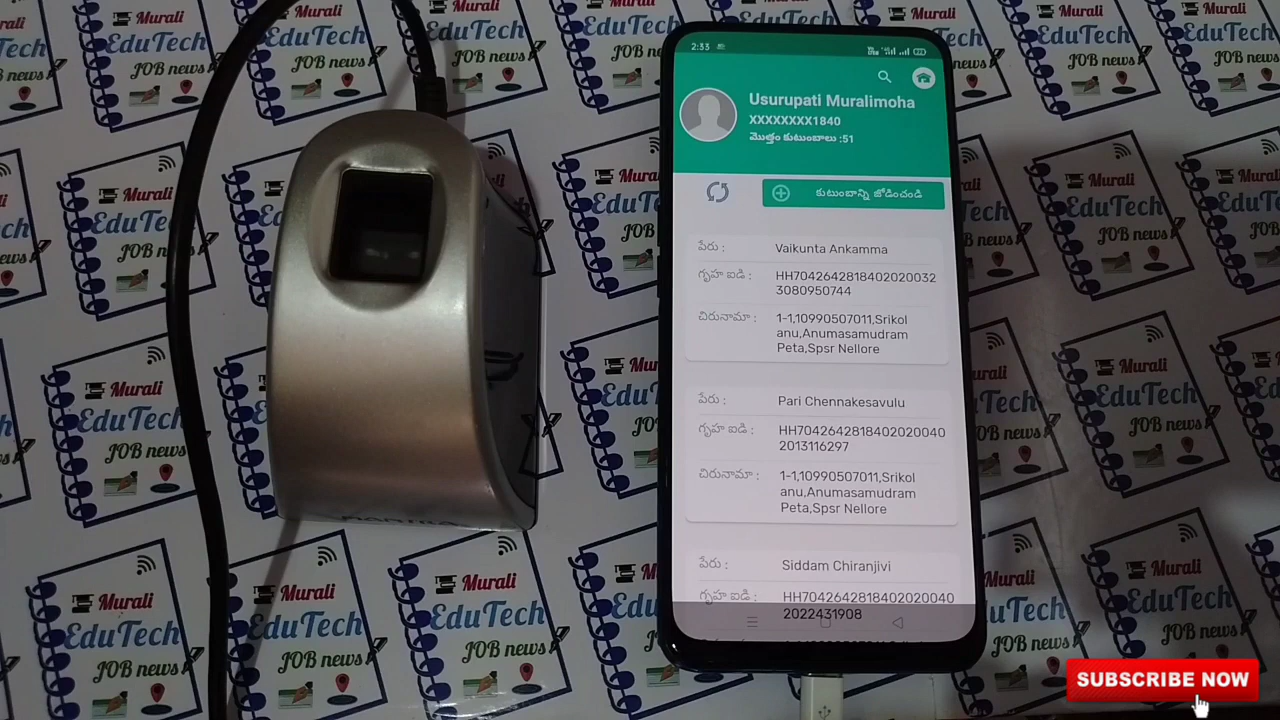 2:33
Usurupati Muralimoha
XXXXXXXX1840
మొత్తం కుటుంబాలు :51
కుటుంబాన్ని జోడించండి
పేరు : Vaikunta Ankamma
గృహ ఐడి : HH7042642818402020032
3080950744
చిరునామా : 1-1,10990507011,Srikol
anu,Anumasamudram
Peta,Spsr Nellore
పేరు : Pari Chennakesavulu
గృహ ఐడి : HH7042642818402020040
2013116297
చిరునామా : 1-1,10990507011,Srikol
anu,Anumasamudram
Peta,Spsr Nellore
పేరు : Siddam Chiranjivi
గృహ ఐడి : HH7042642818402020040
2022431908
Murali
EduTech
JOB news
SUBSCRIBE NOW